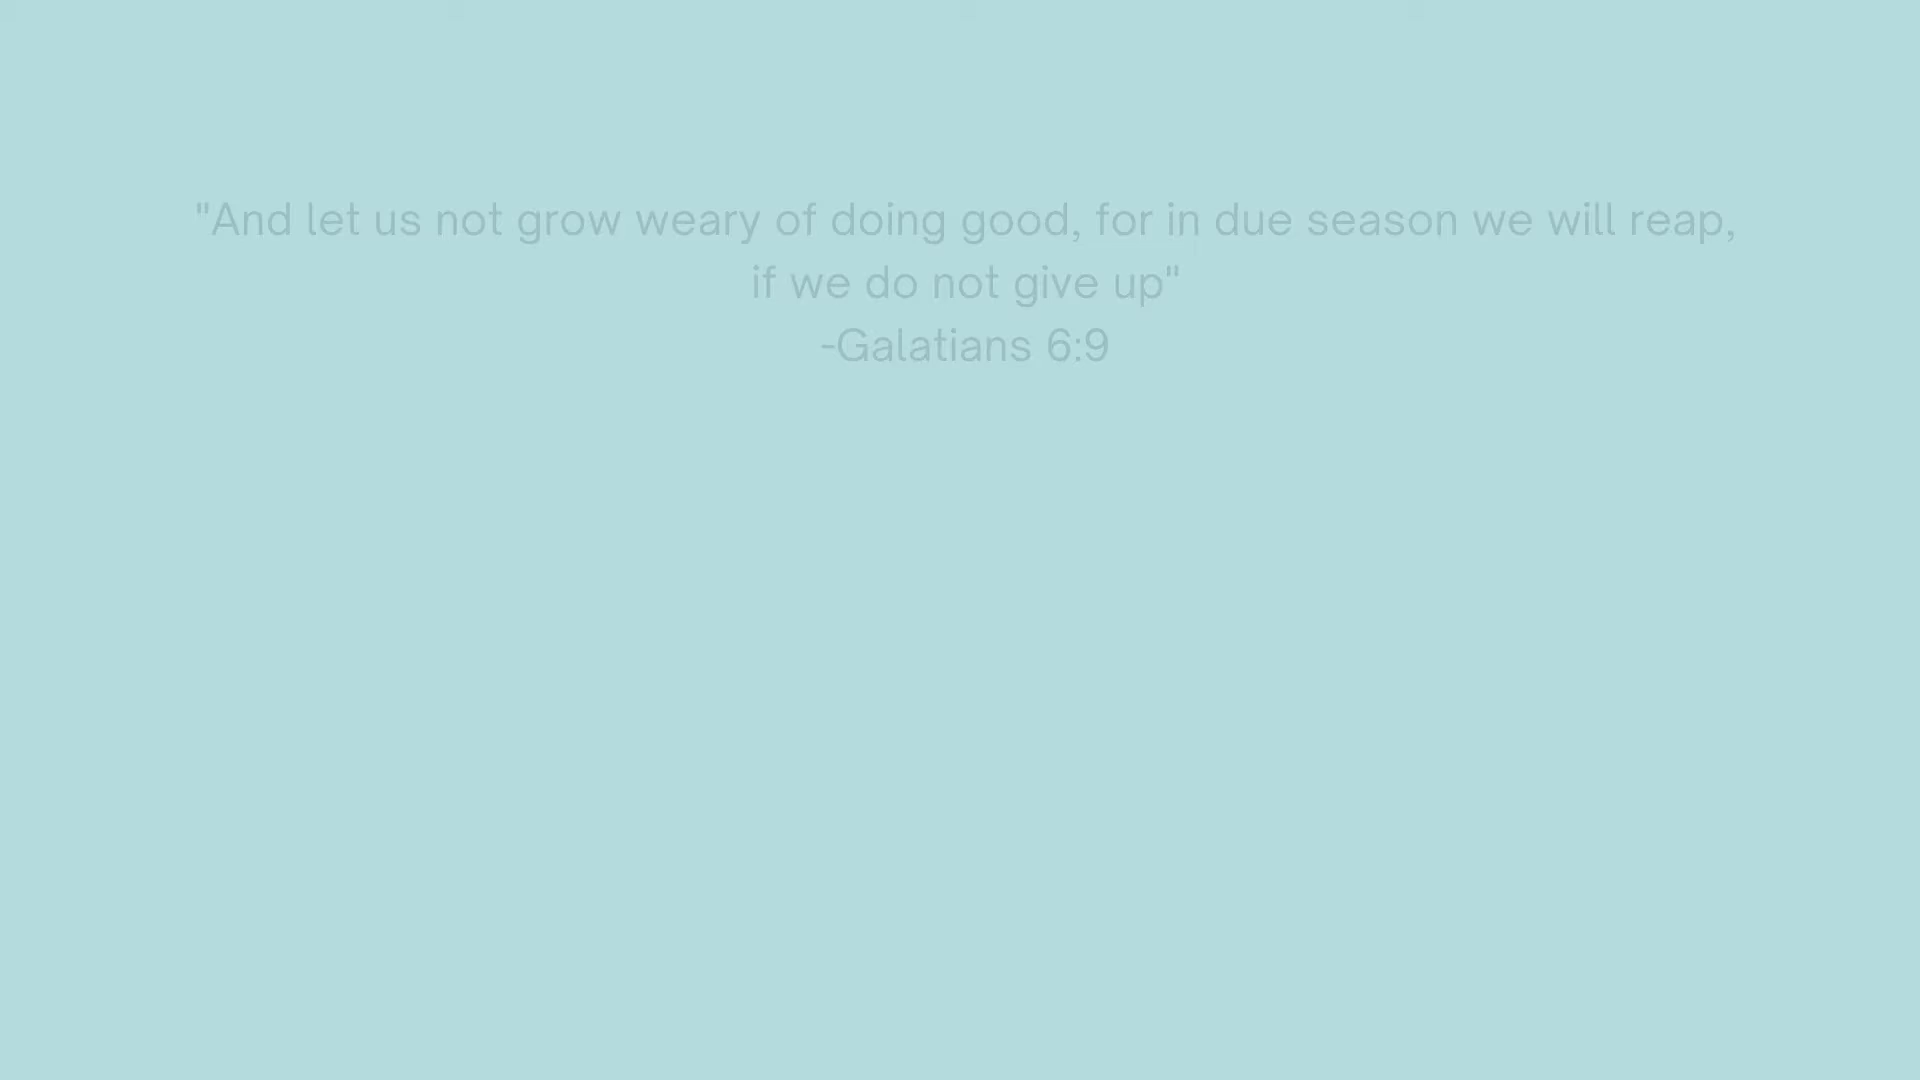 "And let us not grow weary of doing good, for in due season we will reap,
if we do not give up"
-Galatians 6:9